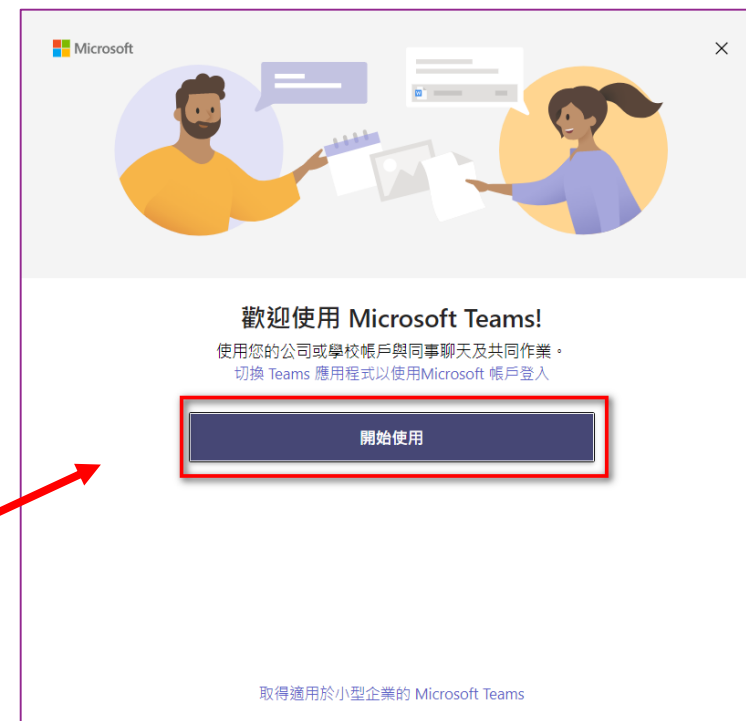 Microsoft
歡迎使用 Microsoft Teams!
使用您的公司或學校帳戶與同事聊天及共同作業。
切換 Teams 應用程式以使用Microsoft 帳戶登入
開始使用
取得適用於小型企業的 Microsoft Teams